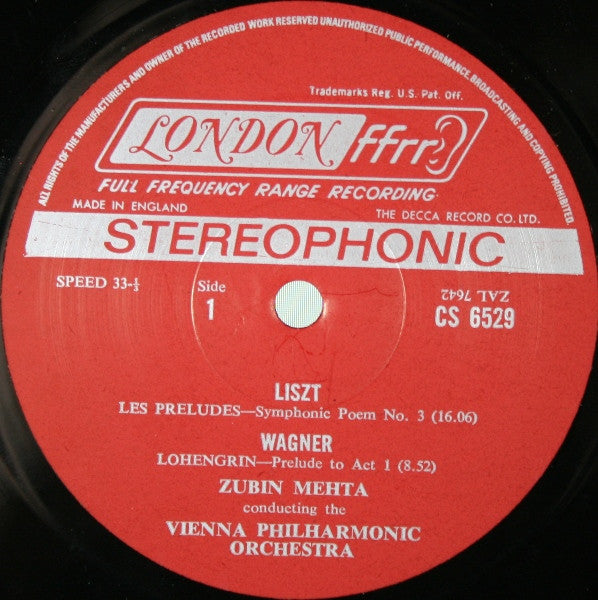 ALL RIGHTS OF THE MANUFACTURERS AND OWNER OF THE RECORDED WORK RESERVED UNAUTHORIZED PUBLIC PERFORMANCE, BROADCASTING AND COPYING PROHIBITED.
Trademarks Reg. U.S. Pat. Off.
LONDON ffrr
FULL FREQUENCY RANGE RECORDING
MADE IN ENGLAND THE DECCA RECORD CO. LTD.
STEREOPHONIC
SPEED 33-⅓ Side ZAL 7642
1 CS 6529
LISZT
LES PRELUDES—Symphonic Poem No. 3 (16.06)
WAGNER
LOHENGRIN—Prelude to Act 1 (8.52)
ZUBIN MEHTA
conducting the
VIENNA PHILHARMONIC
ORCHESTRA